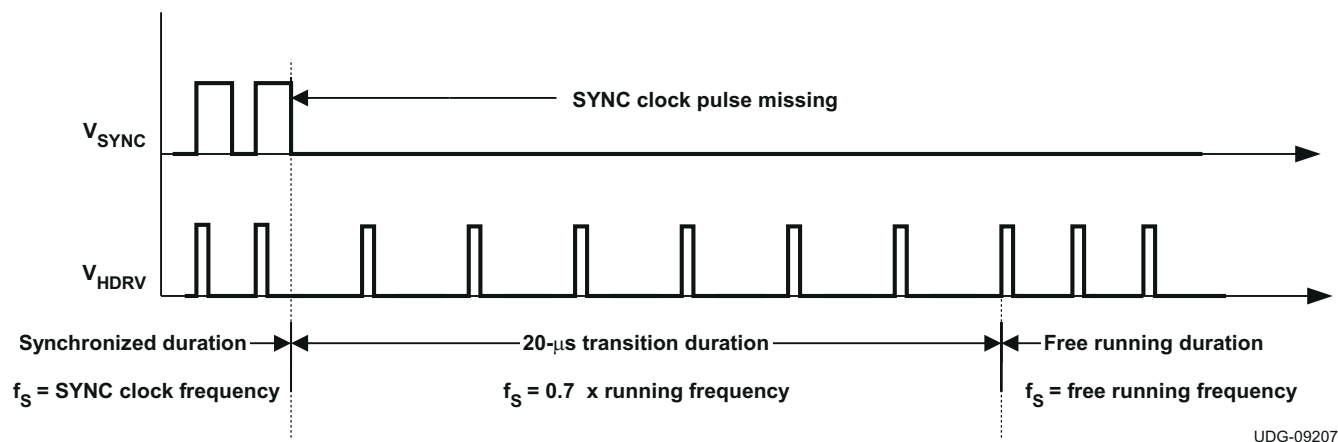 SYNC clock pulse missing
VSYNC
VHDRV
Synchronized duration
20-μs transition duration
Free running duration
fS = SYNC clock frequency
fS = 0.7 x running frequency
fS = free running frequency
UDG-09207